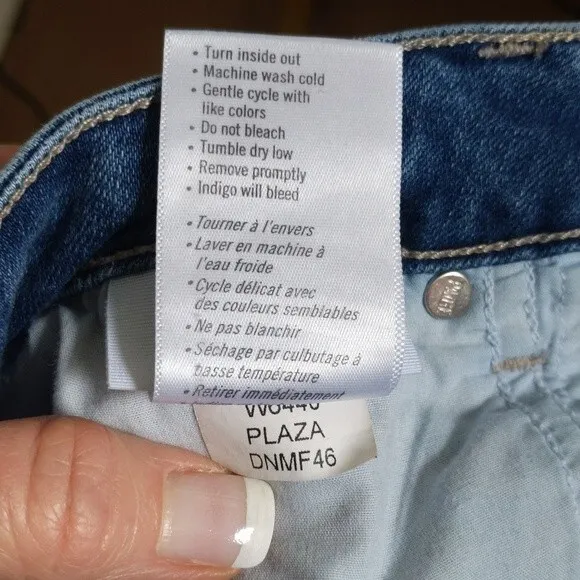 • Turn inside out
• Machine wash cold
• Gentle cycle with
like colors
• Do not bleach
• Tumble dry low
• Remove promptly
• Indigo will bleed
• Tourner à l'envers
• Laver en machine à
l'eau froide
• Cycle délicat avec
des couleurs semblables
• Ne pas blanchir
• Séchage par culbutage à
basse température
• Retirer immédiatement
PLAZA
DNMF46